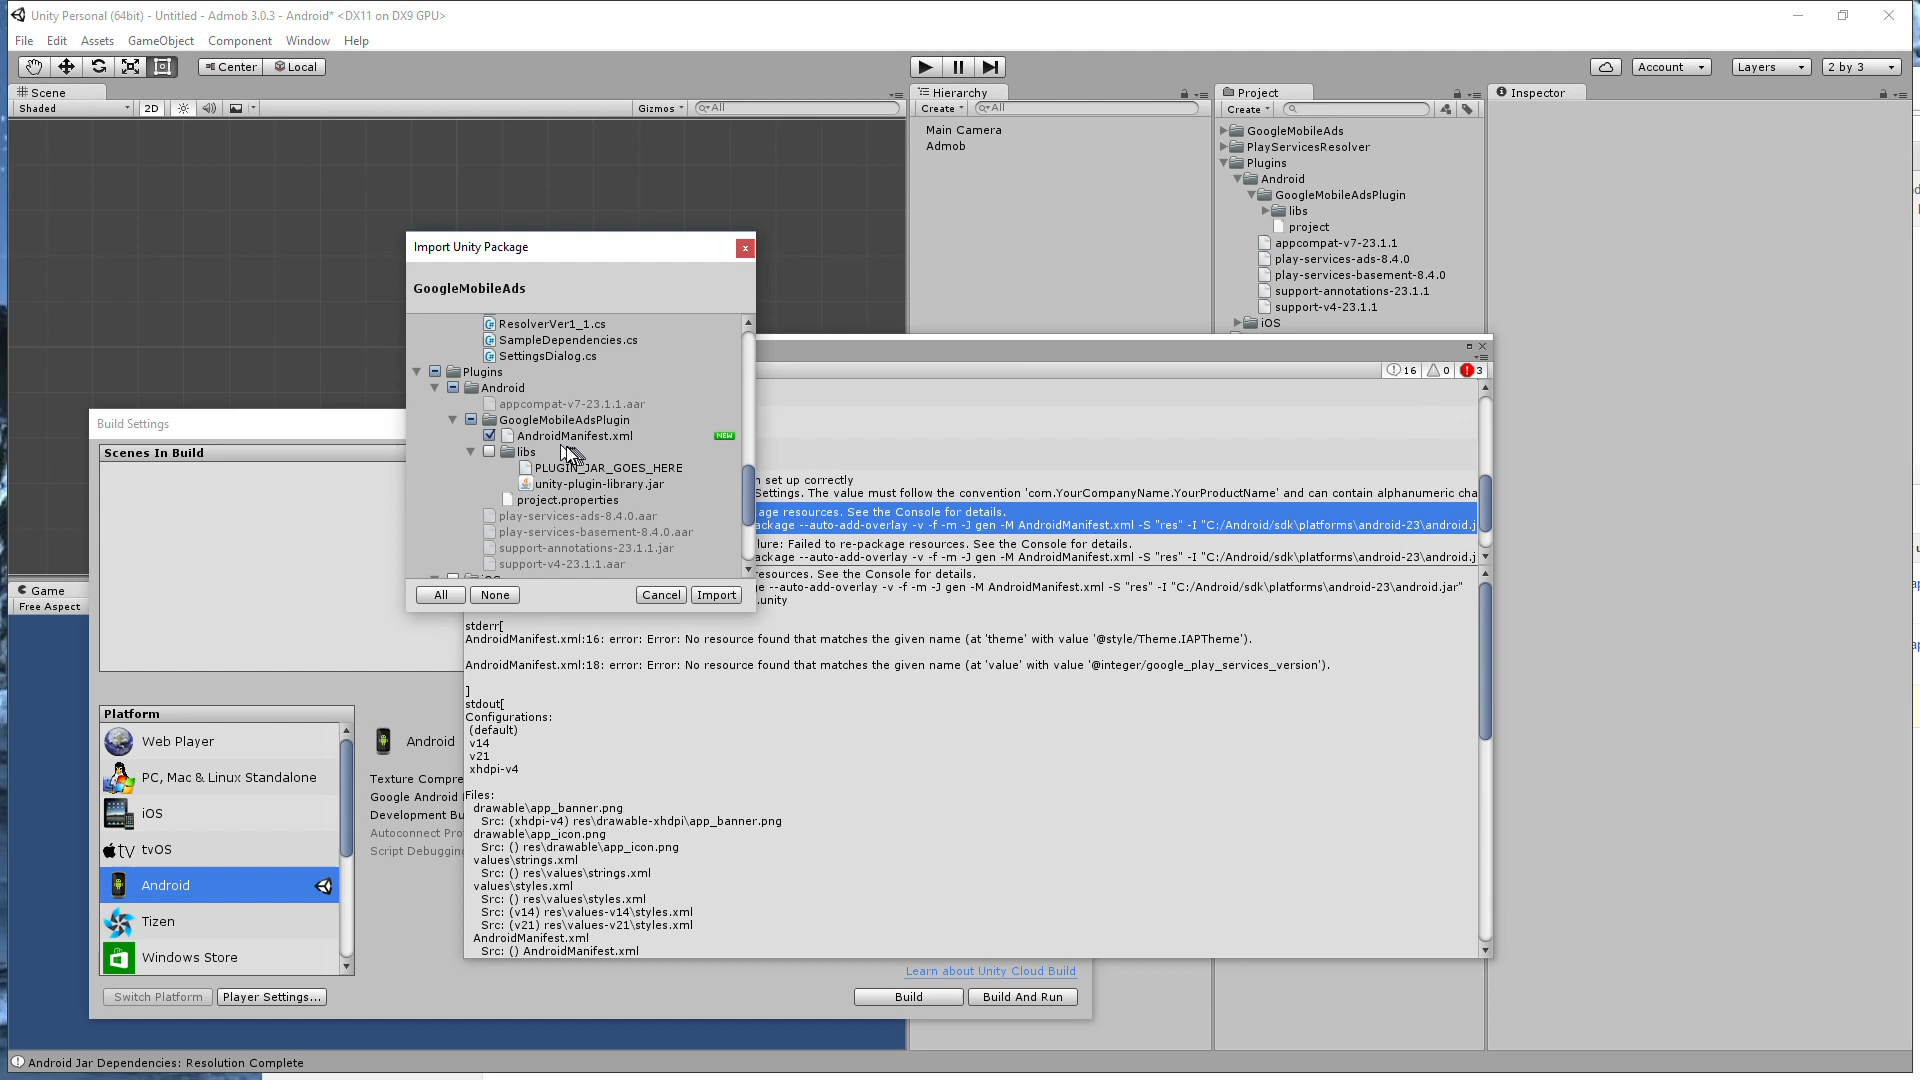 Unity Personal (64bit) - Untitled - Admob 3.0.3 - Android* <DX11 on DX9 GPU>
File Edit Assets GameObject Component Window Help
Center Local
Account Layers 2 by 3
Scene
Shaded 2D Gizmos All
Hierarchy
Create All
Main Camera
Admob
Project
Create
GoogleMobileAds
PlayServicesResolver
Plugins
Android
GoogleMobileAdsPlugin
libs
project
appcompat-v7-23.1.1
play-services-ads-8.4.0
play-services-basement-8.4.0
support-annotations-23.1.1
support-v4-23.1.1
iOS
Inspector
Import Unity Package
GoogleMobileAds
ResolverVer1_1.cs
SampleDependencies.cs
SettingsDialog.cs
Plugins
Android
appcompat-v7-23.1.1.aar
GoogleMobileAdsPlugin
AndroidManifest.xml NEW
libs
PLUGIN_JAR_GOES_HERE
unity-plugin-library.jar
project.properties
play-services-ads-8.4.0.aar
play-services-basement-8.4.0.aar
support-annotations-23.1.1.jar
support-v4-23.1.1.aar
All None Cancel Import
16 0 3
set up correctly
Settings. The value must follow the convention 'com.YourCompanyName.YourProductName' and can contain alphanumeric cha
age resources. See the Console for details.
ackage --auto-add-overlay -v -f -m -J gen -M AndroidManifest.xml -S "res" -I "C:/Android/sdk\platforms\android-23\android.j
lure: Failed to re-package resources. See the Console for details.
ackage --auto-add-overlay -v -f -m -J gen -M AndroidManifest.xml -S "res" -I "C:/Android/sdk\platforms\android-23\android.j
esources. See the Console for details.
e --auto-add-overlay -v -f -m -J gen -M AndroidManifest.xml -S "res" -I "C:/Android/sdk\platforms\android-23\android.jar"
.unity
stderr[
AndroidManifest.xml:16: error: Error: No resource found that matches the given name (at 'theme' with value '@style/Theme.IAPTheme').
AndroidManifest.xml:18: error: Error: No resource found that matches the given name (at 'value' with value '@integer/google_play_services_version').
]
stdout[
Configurations:
(default)
v14
v21
xhdpi-v4
Files:
drawable\app_banner.png
Src: (xhdpi-v4) res\drawable-xhdpi\app_banner.png
drawable\app_icon.png
Src: () res\drawable\app_icon.png
values\strings.xml
Src: () res\values\strings.xml
values\styles.xml
Src: () res\values\styles.xml
Src: (v14) res\values-v14\styles.xml
Src: (v21) res\values-v21\styles.xml
AndroidManifest.xml
Src: () AndroidManifest.xml
Game
Free Aspect
Build Settings
Scenes In Build
Platform
Web Player
PC, Mac & Linux Standalone
iOS
tvOS
Android
Tizen
Windows Store
Android
Texture Compre
Google Android
Development Bu
Autoconnect Pro
Script Debugging
Learn about Unity Cloud Build
Switch Platform Player Settings... Build Build And Run
Android Jar Dependencies: Resolution Complete